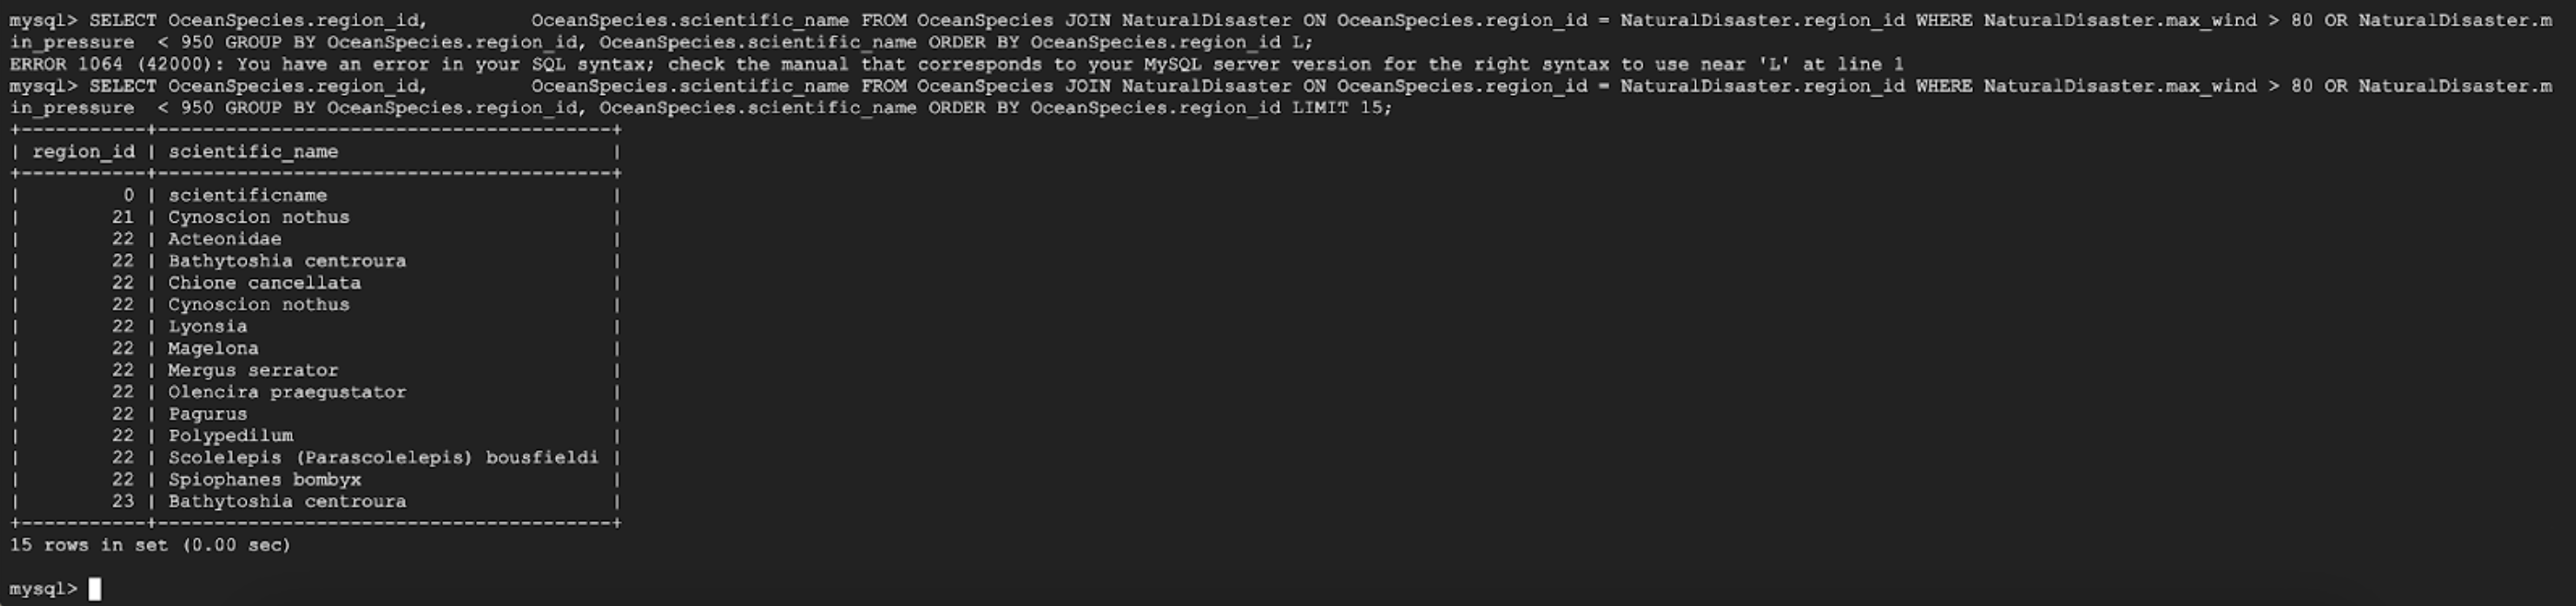 mysql> SELECT OceanSpecies.region_id,         OceanSpecies.scientific_name FROM OceanSpecies JOIN NaturalDisaster ON OceanSpecies.region_id = NaturalDisaster.region_id WHERE NaturalDisaster.max_wind > 80 OR NaturalDisaster.m
in_pressure  < 950 GROUP BY OceanSpecies.region_id, OceanSpecies.scientific_name ORDER BY OceanSpecies.region_id L;
ERROR 1064 (42000): You have an error in your SQL syntax; check the manual that corresponds to your MySQL server version for the right syntax to use near 'L' at line 1
mysql> SELECT OceanSpecies.region_id,         OceanSpecies.scientific_name FROM OceanSpecies JOIN NaturalDisaster ON OceanSpecies.region_id = NaturalDisaster.region_id WHERE NaturalDisaster.max_wind > 80 OR NaturalDisaster.m
in_pressure  < 950 GROUP BY OceanSpecies.region_id, OceanSpecies.scientific_name ORDER BY OceanSpecies.region_id LIMIT 15;
+-----------+----------------------------------------+
| region_id | scientific_name                        |
+-----------+----------------------------------------+
|         0 | scientificname                         |
|        21 | Cynoscion nothus                       |
|        22 | Acteonidae                             |
|        22 | Bathytoshia centroura                  |
|        22 | Chione cancellata                      |
|        22 | Cynoscion nothus                       |
|        22 | Lyonsia                                |
|        22 | Magelona                               |
|        22 | Mergus serrator                        |
|        22 | Olencira praegustator                  |
|        22 | Pagurus                                |
|        22 | Polypedilum                            |
|        22 | Scolelepis (Parascolelepis) bousfieldi |
|        22 | Spiophanes bombyx                      |
|        23 | Bathytoshia centroura                  |
+-----------+----------------------------------------+
15 rows in set (0.00 sec)
mysql>